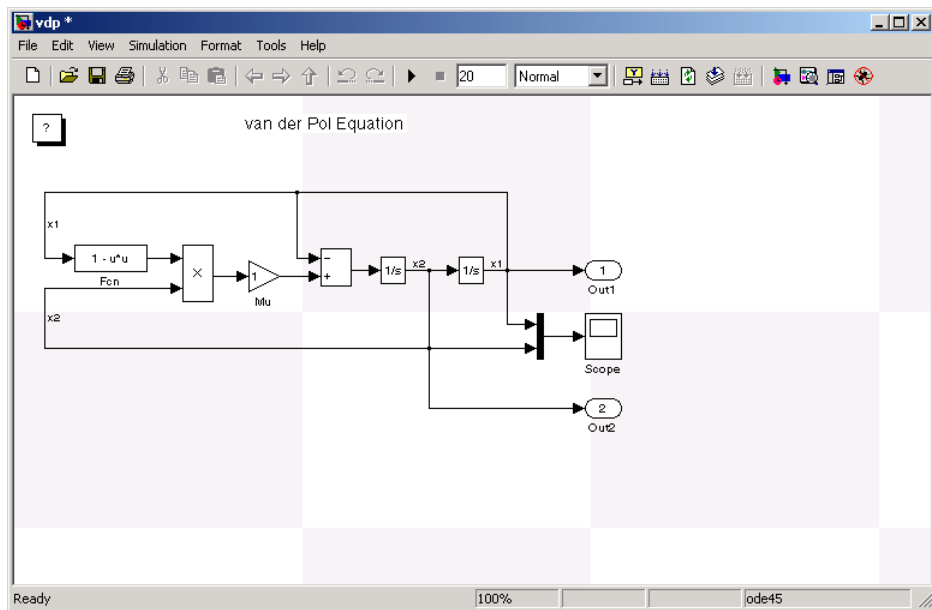 vdp *
File Edit View Simulation Format Tools Help
20 Normal
?
van der Pol Equation
x1
1 - u*u
Fcn
×
1
Mu
−
+
1/s
x2
1/s
x1
1
Out1
x2
Scope
2
Out2
Ready 100% ode45